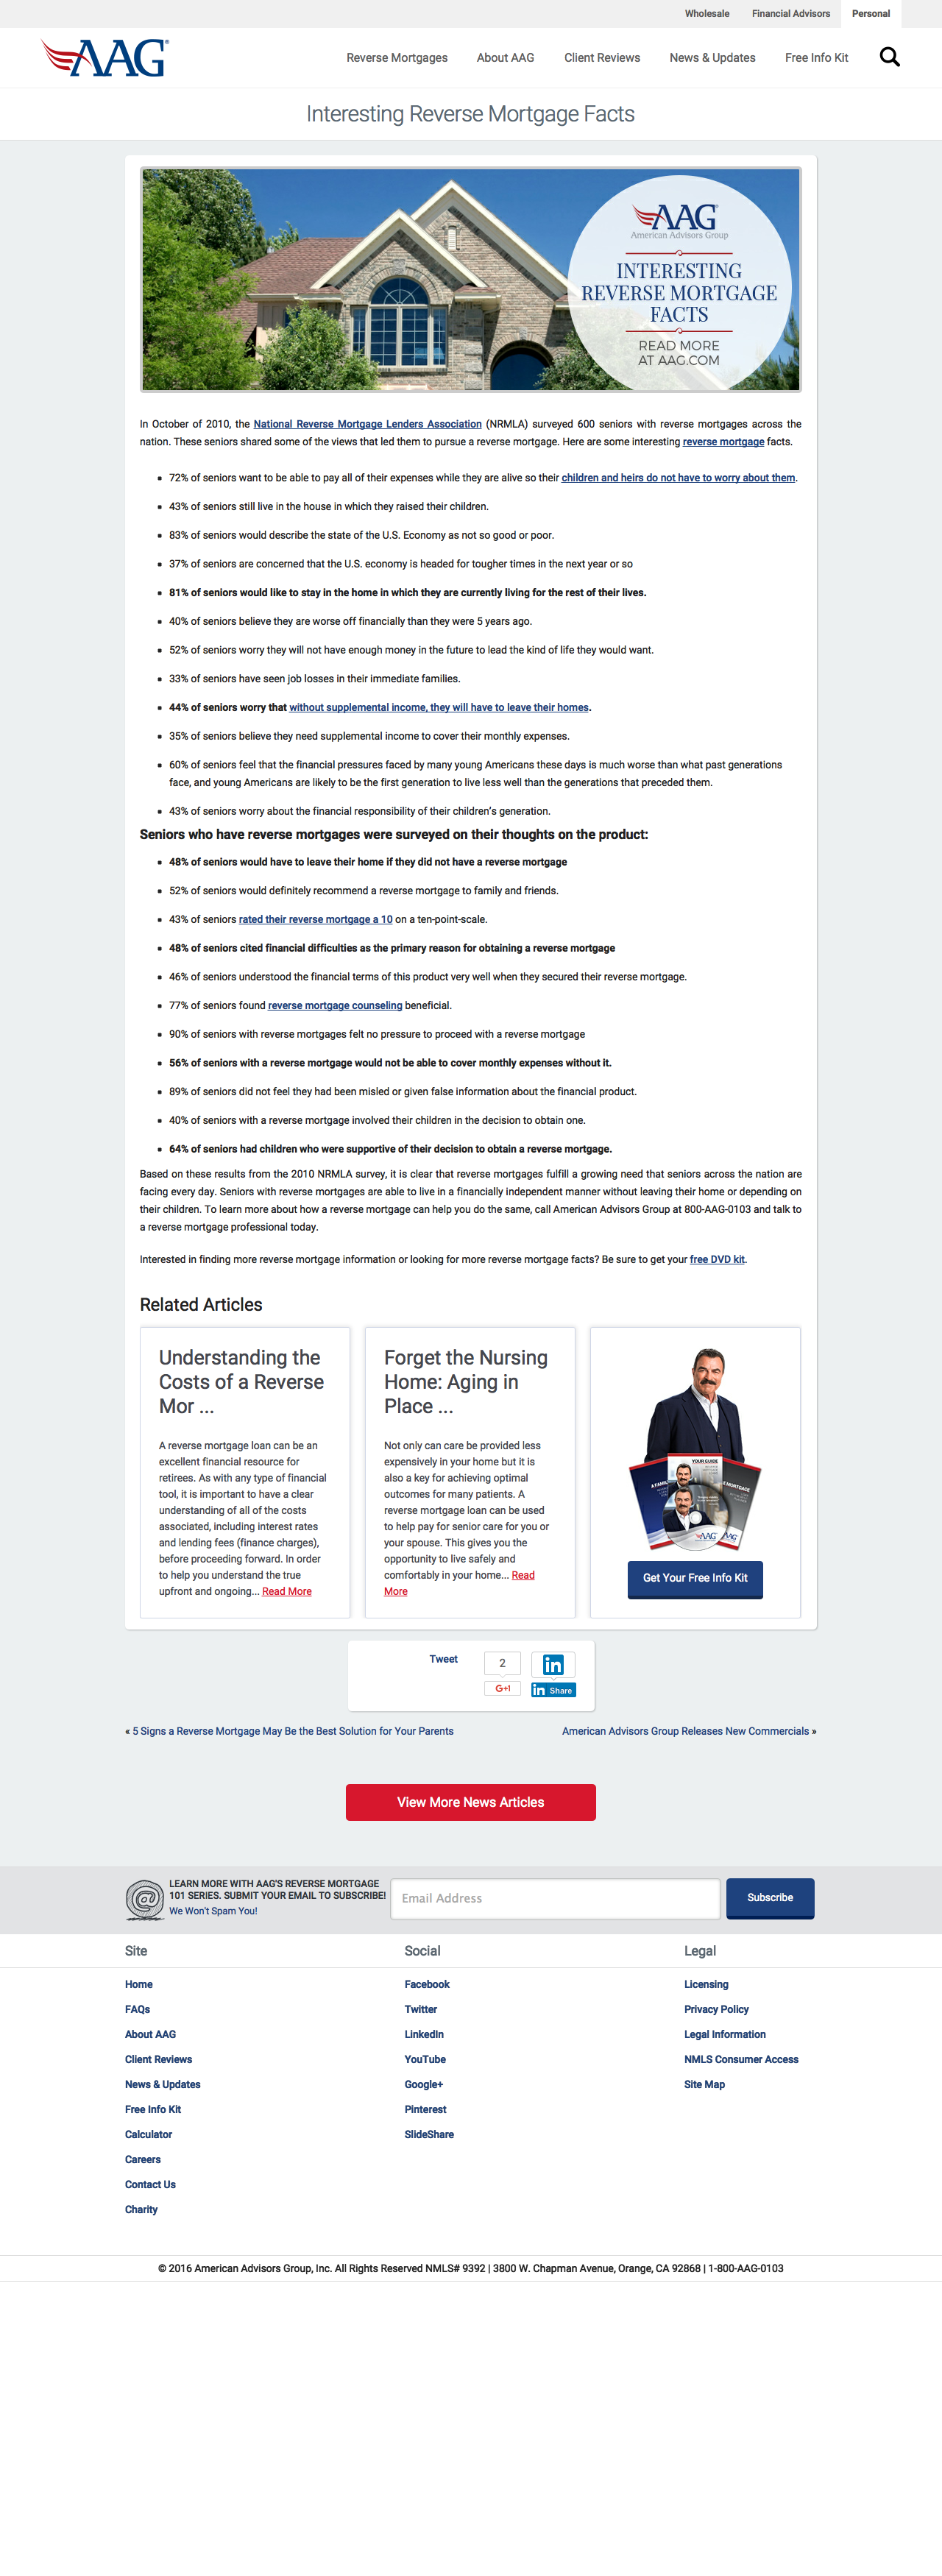 Wholesale
Financial Advisors
Personal
AAG®
Reverse Mortgages
About AAG
Client Reviews
News & Updates
Free Info Kit
Interesting Reverse Mortgage Facts
AAG®
American Advisors Group
INTERESTING
REVERSE MORTGAGE
FACTS
READ MORE
AT AAG.COM
In October of 2010, the National Reverse Mortgage Lenders Association (NRMLA) surveyed 600 seniors with reverse mortgages across the
nation. These seniors shared some of the views that led them to pursue a reverse mortgage. Here are some interesting reverse mortgage facts.
72% of seniors want to be able to pay all of their expenses while they are alive so their children and heirs do not have to worry about them.
43% of seniors still live in the house in which they raised their children.
83% of seniors would describe the state of the U.S. Economy as not so good or poor.
37% of seniors are concerned that the U.S. economy is headed for tougher times in the next year or so
81% of seniors would like to stay in the home in which they are currently living for the rest of their lives.
40% of seniors believe they are worse off financially than they were 5 years ago.
52% of seniors worry they will not have enough money in the future to lead the kind of life they would want.
33% of seniors have seen job losses in their immediate families.
44% of seniors worry that without supplemental income, they will have to leave their homes.
35% of seniors believe they need supplemental income to cover their monthly expenses.
60% of seniors feel that the financial pressures faced by many young Americans these days is much worse than what past generations
face, and young Americans are likely to be the first generation to live less well than the generations that preceded them.
43% of seniors worry about the financial responsibility of their children's generation.
Seniors who have reverse mortgages were surveyed on their thoughts on the product:
48% of seniors would have to leave their home if they did not have a reverse mortgage
52% of seniors would definitely recommend a reverse mortgage to family and friends.
43% of seniors rated their reverse mortgage a 10 on a ten-point-scale.
48% of seniors cited financial difficulties as the primary reason for obtaining a reverse mortgage
46% of seniors understood the financial terms of this product very well when they secured their reverse mortgage.
77% of seniors found reverse mortgage counseling beneficial.
90% of seniors with reverse mortgages felt no pressure to proceed with a reverse mortgage
56% of seniors with a reverse mortgage would not be able to cover monthly expenses without it.
89% of seniors did not feel they had been misled or given false information about the financial product.
40% of seniors with a reverse mortgage involved their children in the decision to obtain one.
64% of seniors had children who were supportive of their decision to obtain a reverse mortgage.
Based on these results from the 2010 NRMLA survey, it is clear that reverse mortgages fulfill a growing need that seniors across the nation are
facing every day. Seniors with reverse mortgages are able to live in a financially independent manner without leaving their home or depending on
their children. To learn more about how a reverse mortgage can help you do the same, call American Advisors Group at 800-AAG-0103 and talk to
a reverse mortgage professional today.
Interested in finding more reverse mortgage information or looking for more reverse mortgage facts? Be sure to get your free DVD kit.
Related Articles
Understanding the
Costs of a Reverse
Mor ...
A reverse mortgage loan can be an
excellent financial resource for
retirees. As with any type of financial
tool, it is important to have a clear
understanding of all of the costs
associated, including interest rates
and lending fees (finance charges),
before proceeding forward. In order
to help you understand the true
upfront and ongoing... Read More
Forget the Nursing
Home: Aging in
Place ...
Not only can care be provided less
expensively in your home but it is
also a key for achieving optimal
outcomes for many patients. A
reverse mortgage loan can be used
to help pay for senior care for you or
your spouse. This gives you the
opportunity to live safely and
comfortably in your home... Read
More
YOUR GUIDE
MORTGAGE
AAG
AAG
Get Your Free Info Kit
Tweet
2
G+1
in
in Share
« 5 Signs a Reverse Mortgage May Be the Best Solution for Your Parents
American Advisors Group Releases New Commercials »
View More News Articles
@
LEARN MORE WITH AAG'S REVERSE MORTGAGE
101 SERIES. SUBMIT YOUR EMAIL TO SUBSCRIBE!
We Won't Spam You!
Email Address
Subscribe
Site
Home
FAQs
About AAG
Client Reviews
News & Updates
Free Info Kit
Calculator
Careers
Contact Us
Charity
Social
Facebook
Twitter
LinkedIn
YouTube
Google+
Pinterest
SlideShare
Legal
Licensing
Privacy Policy
Legal Information
NMLS Consumer Access
Site Map
© 2016 American Advisors Group, Inc. All Rights Reserved NMLS# 9392 | 3800 W. Chapman Avenue, Orange, CA 92868 | 1-800-AAG-0103